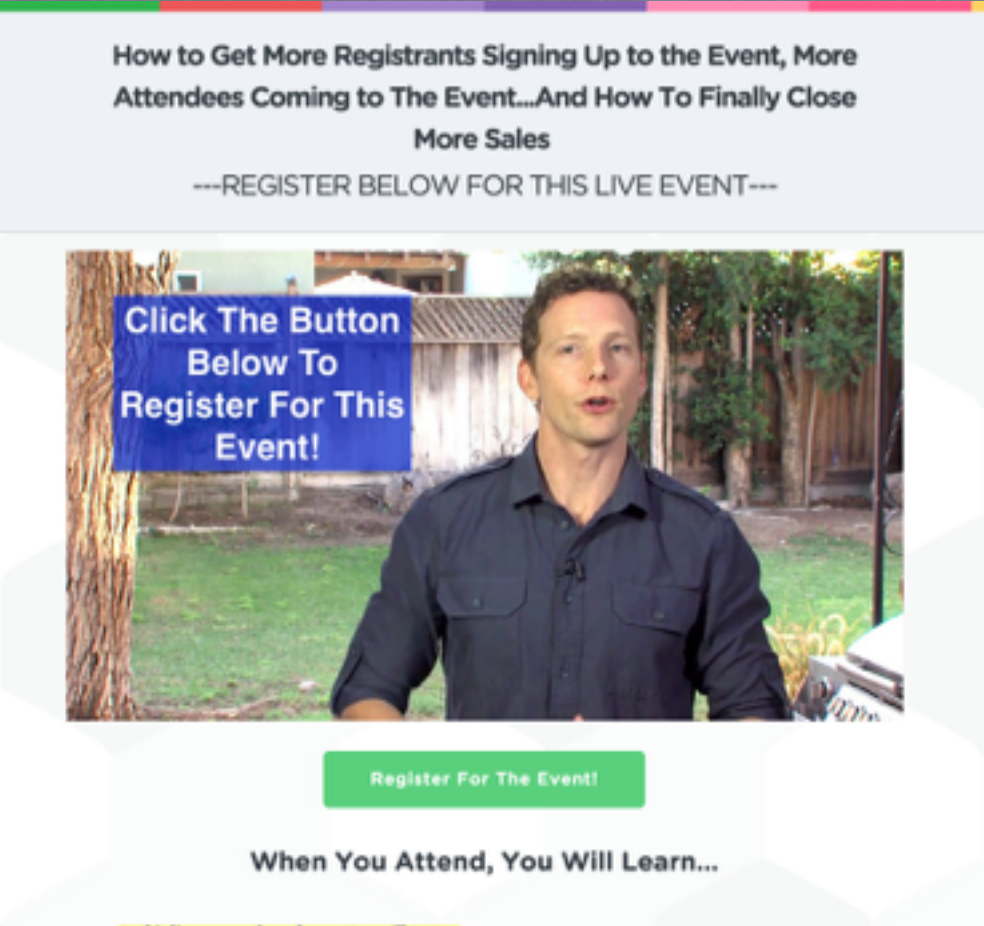 How to Get More Registrants Signing Up to the Event, More
Attendees Coming to The Event...And How To Finally Close
More Sales
---REGISTER BELOW FOR THIS LIVE EVENT---
Click The Button
Below To
Register For This
Event!
Register For The Event!
When You Attend, You Will Learn...